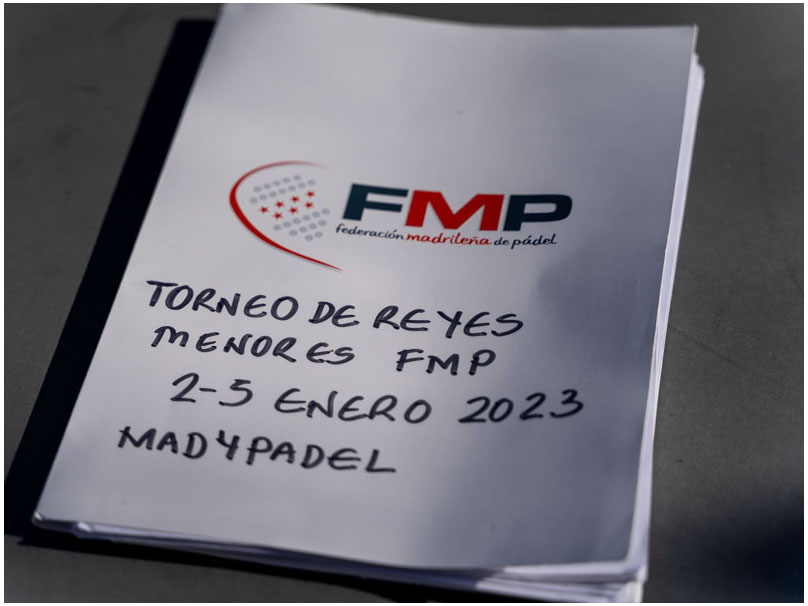 FMP
federación madrileña de pádel
TORNEO DE REYES
MENORES FMP
2-5 ENERO 2023
MAD4PADEL